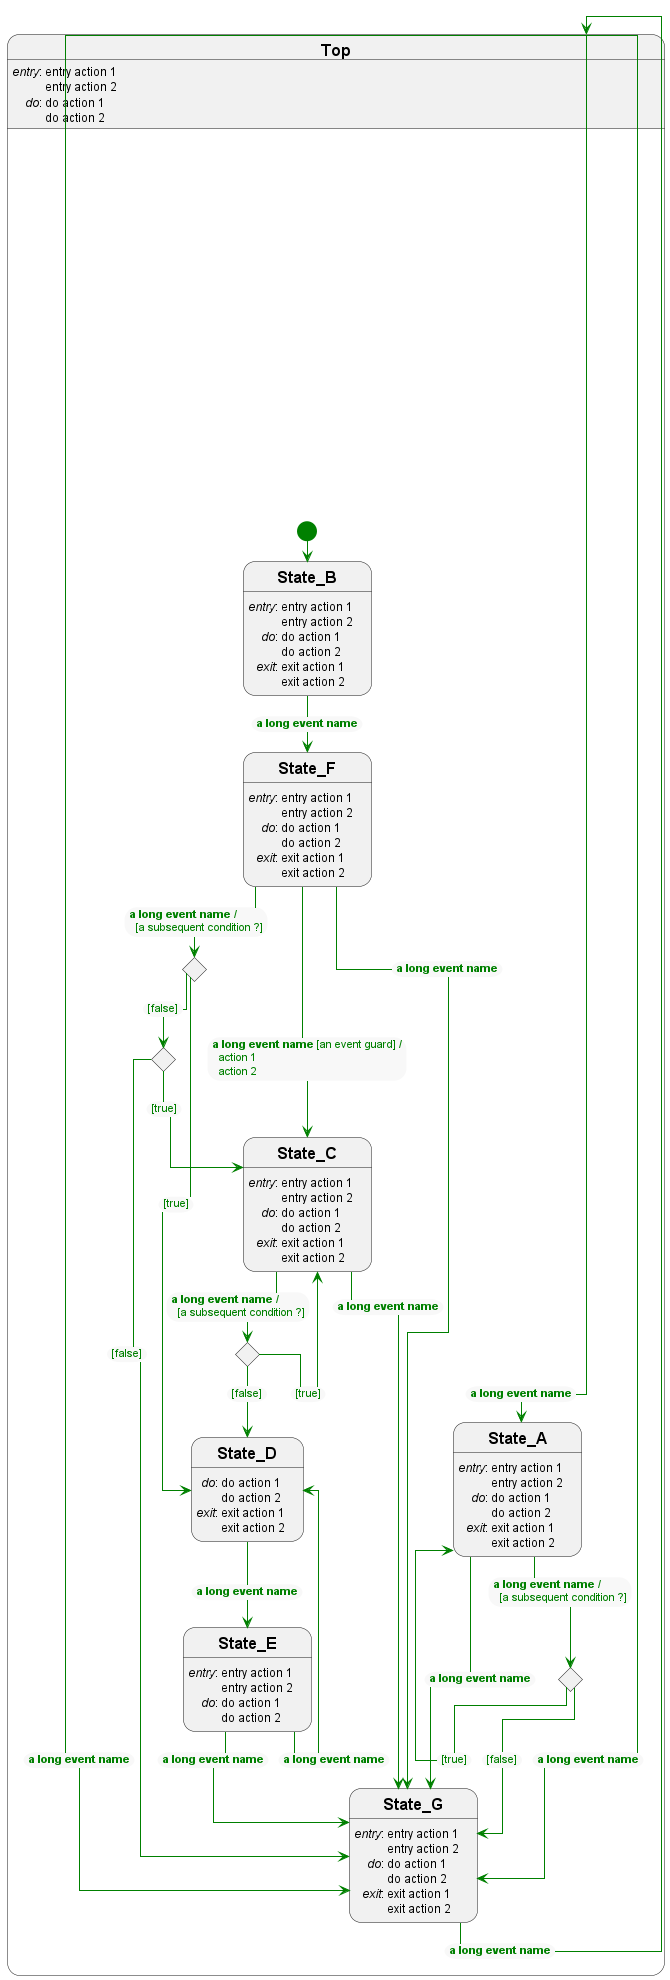 Top
entry: entry action 1
entry action 2
do: do action 1
do action 2
State_B
entry: entry action 1
entry action 2
do: do action 1
do action 2
exit: exit action 1
exit action 2
a long event name
State_F
entry: entry action 1
entry action 2
do: do action 1
do action 2
exit: exit action 1
exit action 2
a long event name /
[a subsequent condition ?]
a long event name
[false]
a long event name [an event guard] /
action 1
action 2
[true]
State_C
entry: entry action 1
entry action 2
do: do action 1
do action 2
exit: exit action 1
exit action 2
[true]
a long event name /
[a subsequent condition ?]
a long event name
[false]
[false]
[true]
a long event name
State_A
entry: entry action 1
entry action 2
do: do action 1
do action 2
exit: exit action 1
exit action 2
State_D
do: do action 1
do action 2
exit: exit action 1
exit action 2
a long event name
a long event name /
[a subsequent condition ?]
State_E
entry: entry action 1
entry action 2
do: do action 1
do action 2
a long event name
a long event name
a long event name
a long event name
[true]
[false]
a long event name
State_G
entry: entry action 1
entry action 2
do: do action 1
do action 2
exit: exit action 1
exit action 2
a long event name